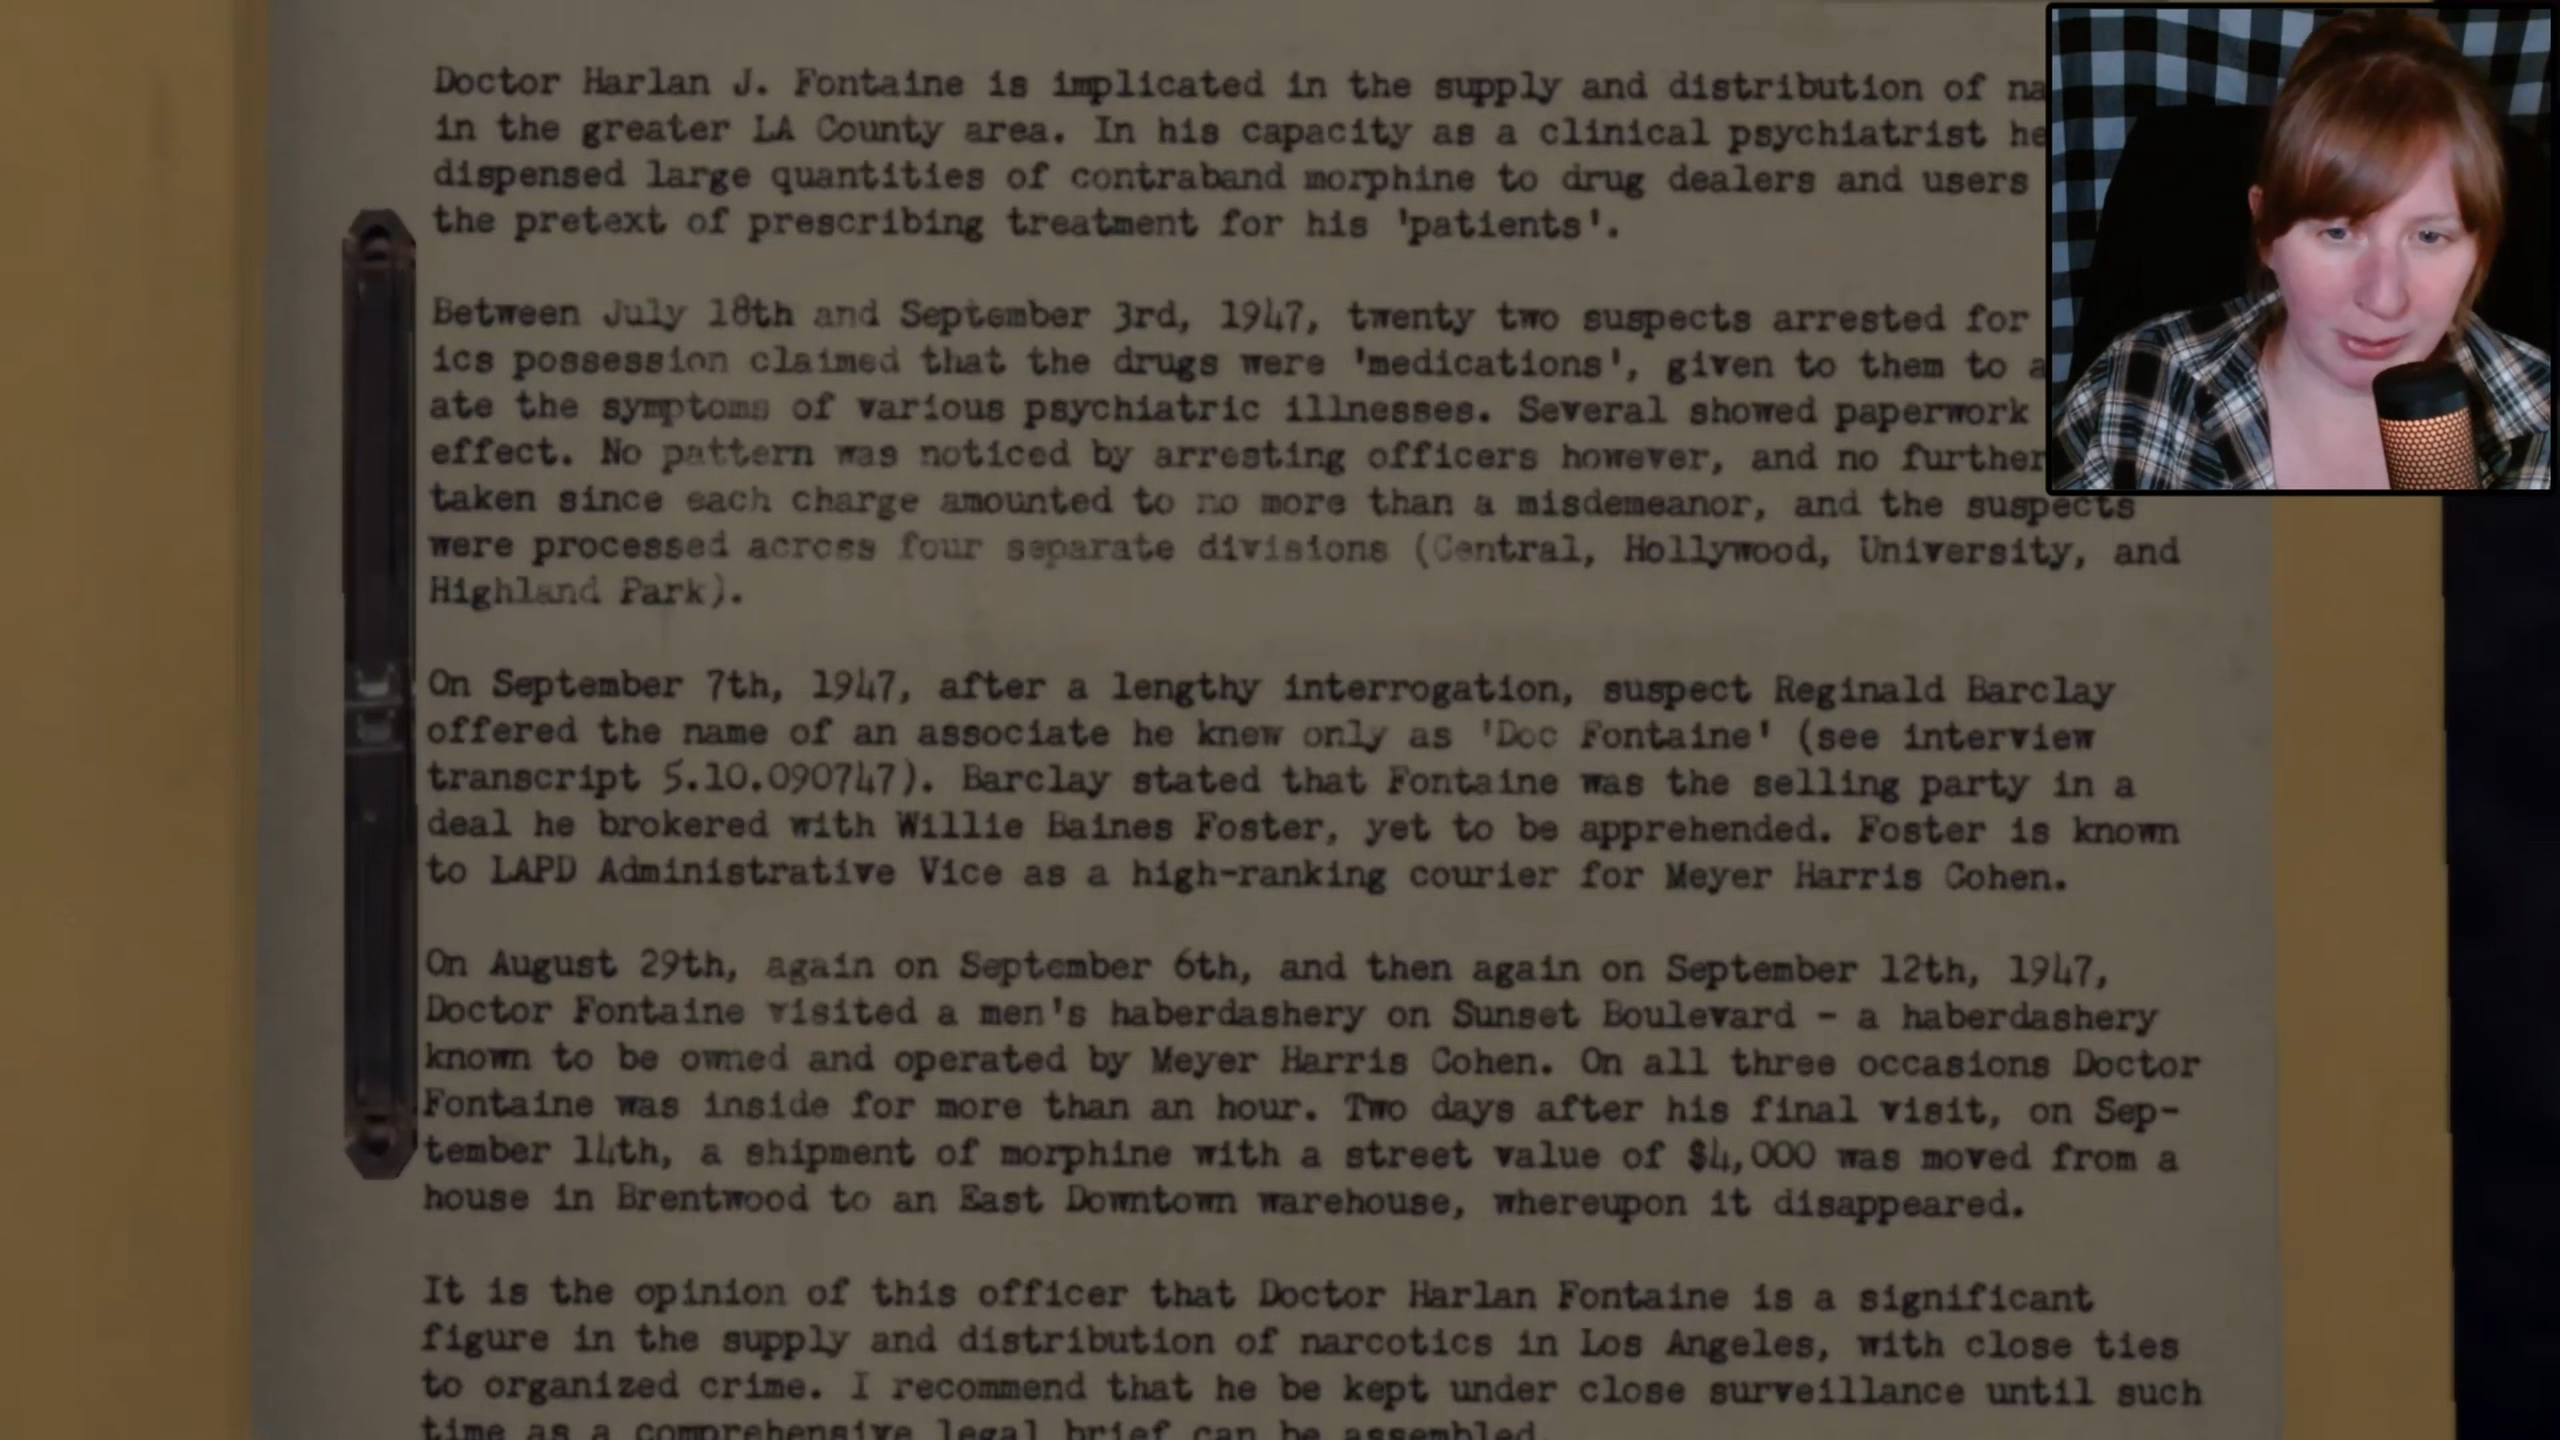 Doctor Harlan J. Fontaine is implicated in the supply and distribution of na
in the greater LA County area. In his capacity as a clinical psychiatrist he
dispensed large quantities of contraband morphine to drug dealers and users
the pretext of prescribing treatment for his 'patients'.
Between July 18th and September 3rd, 1947, twenty two suspects arrested for
ics possession claimed that the drugs were 'medications', given to them to a
ate the symptoms of various psychiatric illnesses. Several showed paperwork
effect. No pattern was noticed by arresting officers however, and no further
taken since each charge amounted to no more than a misdemeanor, and the suspects
were processed across four separate divisions (Central, Hollywood, University, and
Highland Park).
On September 7th, 1947, after a lengthy interrogation, suspect Reginald Barclay
offered the name of an associate he knew only as 'Doc Fontaine' (see interview
transcript 5.10.090747). Barclay stated that Fontaine was the selling party in a
deal he brokered with Willie Baines Foster, yet to be apprehended. Foster is known
to LAPD Administrative Vice as a high-ranking courier for Meyer Harris Cohen.
On August 29th, again on September 6th, and then again on September 12th, 1947,
Doctor Fontaine visited a men's haberdashery on Sunset Boulevard - a haberdashery
known to be owned and operated by Meyer Harris Cohen. On all three occasions Doctor
Fontaine was inside for more than an hour. Two days after his final visit, on Sep-
tember 14th, a shipment of morphine with a street value of $4,000 was moved from a
house in Brentwood to an East Downtown warehouse, whereupon it disappeared.
It is the opinion of this officer that Doctor Harlan Fontaine is a significant
figure in the supply and distribution of narcotics in Los Angeles, with close ties
to organized crime. I recommend that he be kept under close surveillance until such
time as a comprehensive legal brief can be assembled.